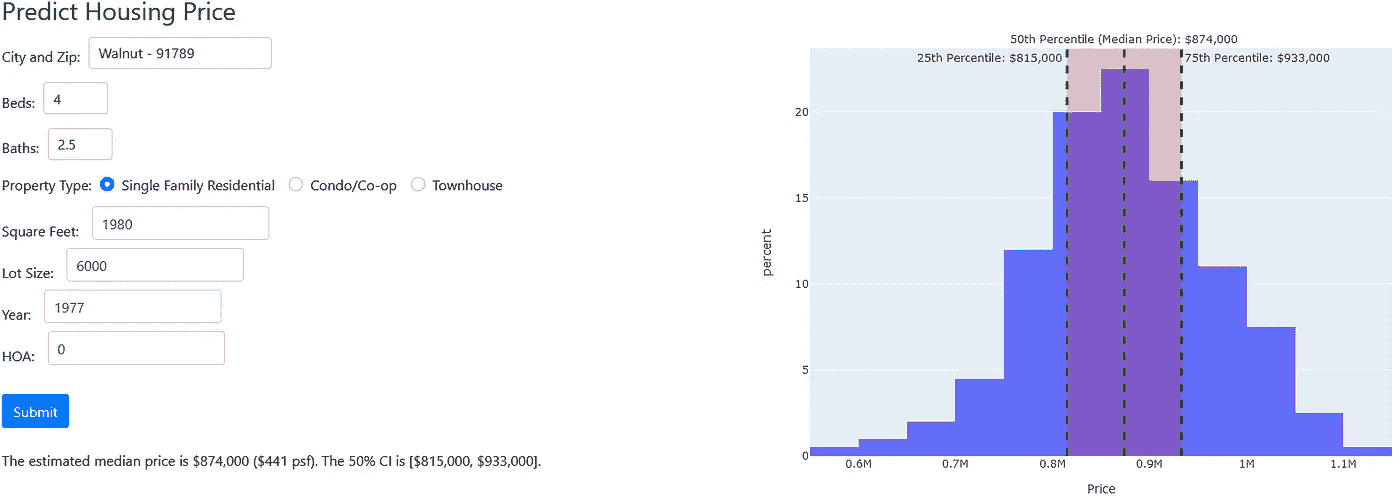 Predict Housing Price
City and Zip: Walnut - 91789
Beds: 4
Baths: 2.5
Property Type: Single Family Residential Condo/Co-op Townhouse
Square Feet: 1980
Lot Size: 6000
Year: 1977
HOA: 0
Submit
The estimated median price is $874,000 ($441 psf). The 50% CI is [$815,000, $933,000].
50th Percentile (Median Price): $874,000
25th Percentile: $815,000 75th Percentile: $933,000
20
15
10
5
0
percent
0.6M 0.7M 0.8M 0.9M 1M 1.1M
Price